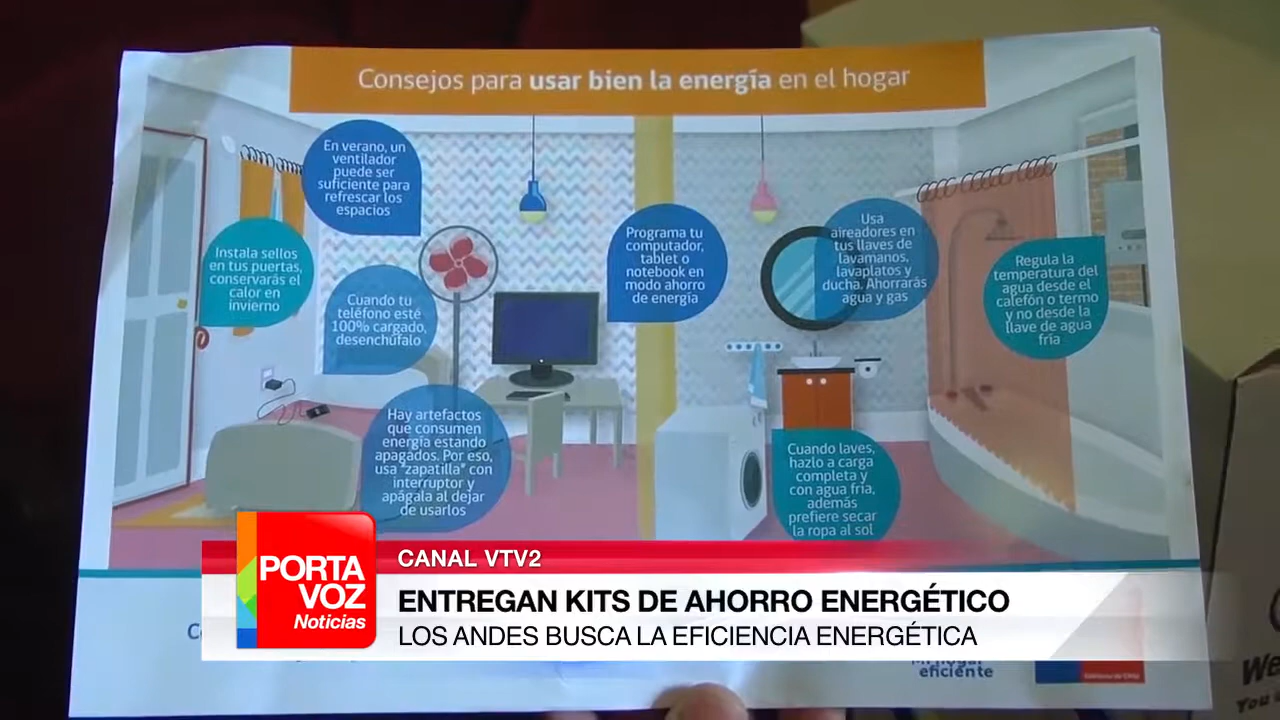 Consejos para usar bien la energía en el hogar
En verano, un
ventilador
puede ser
suficiente para
refrescar los
espacios
Instala sellos
en tus puertas,
conservarás el
calor en
invierno
Cuando tu
teléfono esté
100% cargado,
desenchúfalo
Hay artefactos
que consumen
energía estando
apagados. Por eso,
usa "zapatilla" con
interruptor y
apágala al dejar
de usarlos
Programa tu
computador,
tablet o
notebook en
modo ahorro
de energía
Usa
aireadores en
tus llaves de
lavamanos,
lavaplatos y
ducha. Ahorrarás
agua y gas
Regula la
temperatura del
agua desde el
calefón o termo
y no desde la
llave de agua
fría
Cuando laves,
hazlo a carga
completa y
con agua fría,
además
prefiere secar
la ropa al sol
PORTA
VOZ
Noticias
CANAL VTV2
ENTREGAN KITS DE AHORRO ENERGÉTICO
LOS ANDES BUSCA LA EFICIENCIA ENERGÉTICA
Mi hogar
eficiente
Gobierno de Chile